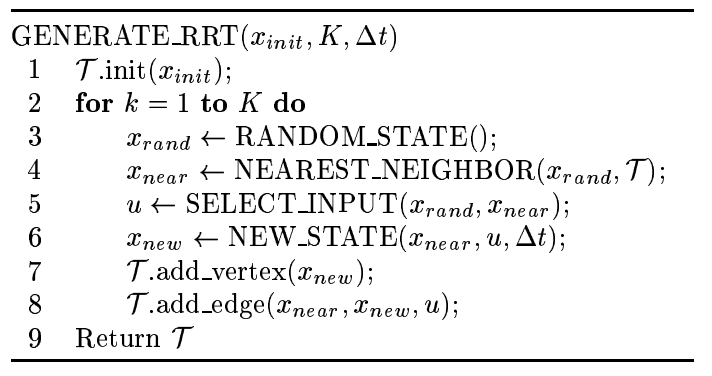 GENERATE_RRT(x_init, K, Δt)
1 𝒯.init(x_init);
2 for k = 1 to K do
3 x_rand ← RANDOM_STATE();
4 x_near ← NEAREST_NEIGHBOR(x_rand, 𝒯);
5 u ← SELECT_INPUT(x_rand, x_near);
6 x_new ← NEW_STATE(x_near, u, Δt);
7 𝒯.add_vertex(x_new);
8 𝒯.add_edge(x_near, x_new, u);
9 Return 𝒯